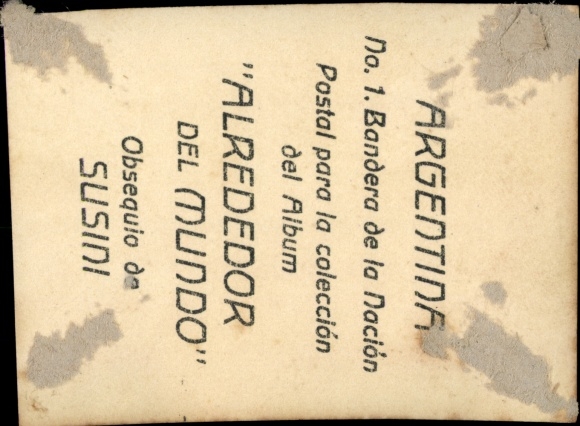 ARGENTINA
No. 1. Bandera de la Nación
Postal para la colección
del Album
"ALREDEDOR
DEL MUNDO"
Obsequio de
SUSINI